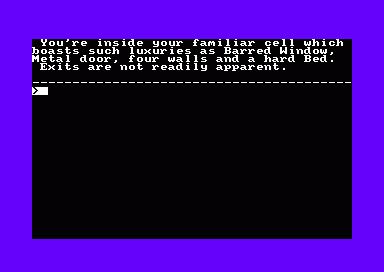 You're inside your familiar cell which
boasts such luxuries as Barred Window,
Metal door, four walls and a hard Bed.
Exits are not readily apparent.
----------------------------------------
>